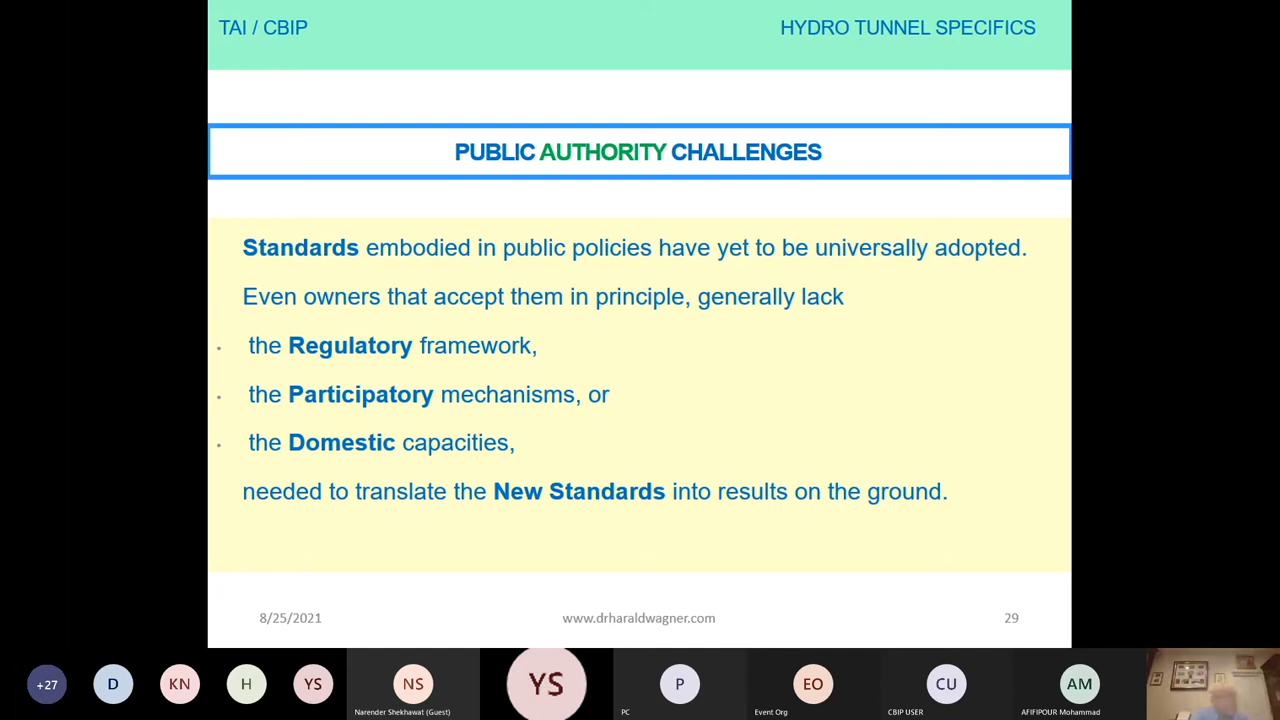 TAI / CBIP HYDRO TUNNEL SPECIFICS
PUBLIC AUTHORITY CHALLENGES
Standards embodied in public policies have yet to be universally adopted.
Even owners that accept them in principle, generally lack
• the Regulatory framework,
• the Participatory mechanisms, or
• the Domestic capacities,
needed to translate the New Standards into results on the ground.
8/25/2021 www.drharaldwagner.com 29
+27 D KN H YS NS YS P EO CU AM
Narender Shekhawat (Guest) PC Event Org CBIP USER AFIFIPOUR Mohammad